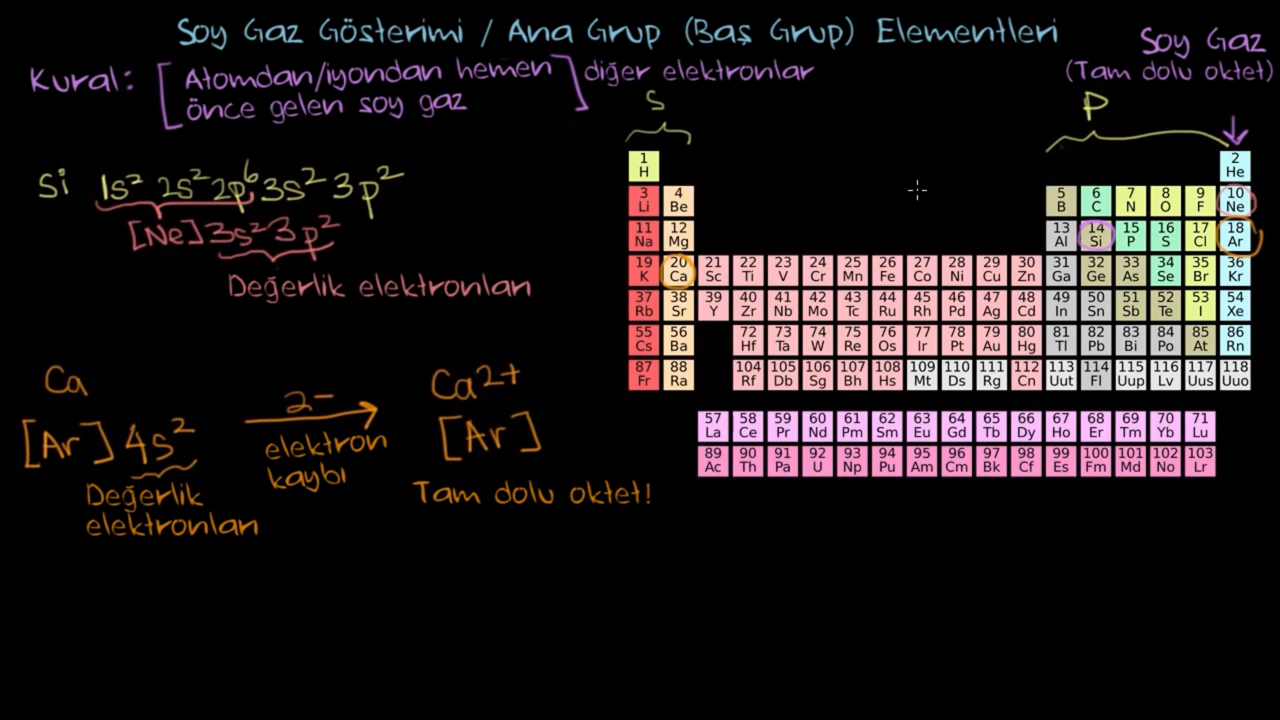 Soy Gaz Gösterimi / Ana Grup (Baş Grup) Elementleri
Soy Gaz
(Tam dolu oktet)
Kural: [Atomdan/iyondan hemen önce gelen soy gaz] diğer elektronlar
S
P
Si 1s² 2s² 2p⁶ 3s² 3p²
[Ne] 3s² 3p²
Değerlik elektronları
Ca
[Ar] 4s²
Değerlik
elektronları
2-
elektron
kaybı
Ca2+
[Ar]
Tam dolu oktet!
1 2
H He
3 4 5 6 7 8 9 10
Li Be B C N O F Ne
11 12 13 14 15 16 17 18
Na Mg Al Si P S Cl Ar
19 20 21 22 23 24 25 26 27 28 29 30 31 32 33 34 35 36
K Ca Sc Ti V Cr Mn Fe Co Ni Cu Zn Ga Ge As Se Br Kr
37 38 39 40 41 42 43 44 45 46 47 48 49 50 51 52 53 54
Rb Sr Y Zr Nb Mo Tc Ru Rh Pd Ag Cd In Sn Sb Te I Xe
55 56 72 73 74 75 76 77 78 79 80 81 82 83 84 85 86
Cs Ba Hf Ta W Re Os Ir Pt Au Hg Tl Pb Bi Po At Rn
87 88 104 105 106 107 108 109 110 111 112 113 114 115 116 117 118
Fr Ra Rf Db Sg Bh Hs Mt Ds Rg Cn Uut Fl Uup Lv Uus Uuo
57 58 59 60 61 62 63 64 65 66 67 68 69 70 71
La Ce Pr Nd Pm Sm Eu Gd Tb Dy Ho Er Tm Yb Lu
89 90 91 92 93 94 95 96 97 98 99 100 101 102 103
Ac Th Pa U Np Pu Am Cm Bk Cf Es Fm Md No Lr